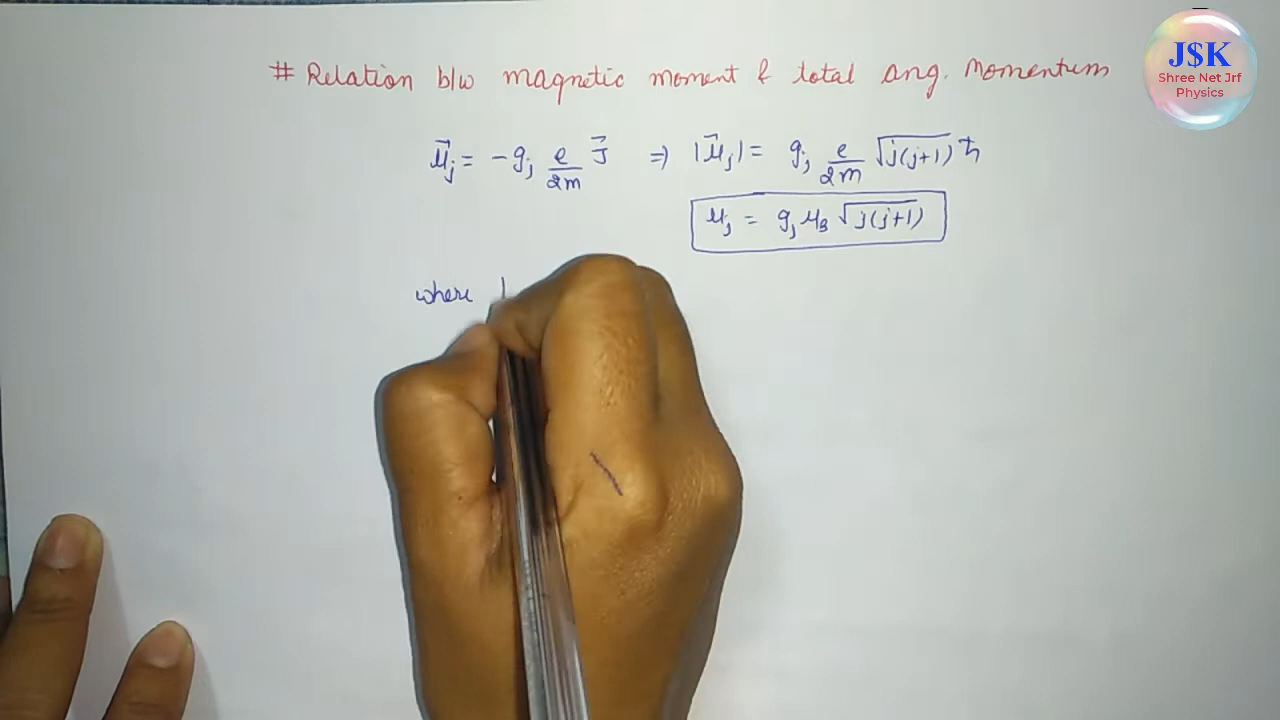 JSK
Shree Net Jrf
Physics
# Relation b/w magnetic moment & total ang. Momentum
μ⃗ⱼ = -gⱼ e/2m J⃗ ⇒ |μ⃗ⱼ| = gⱼ e/2m √j(j+1) ħ
μⱼ = gⱼ μ_B √j(j+1)
where